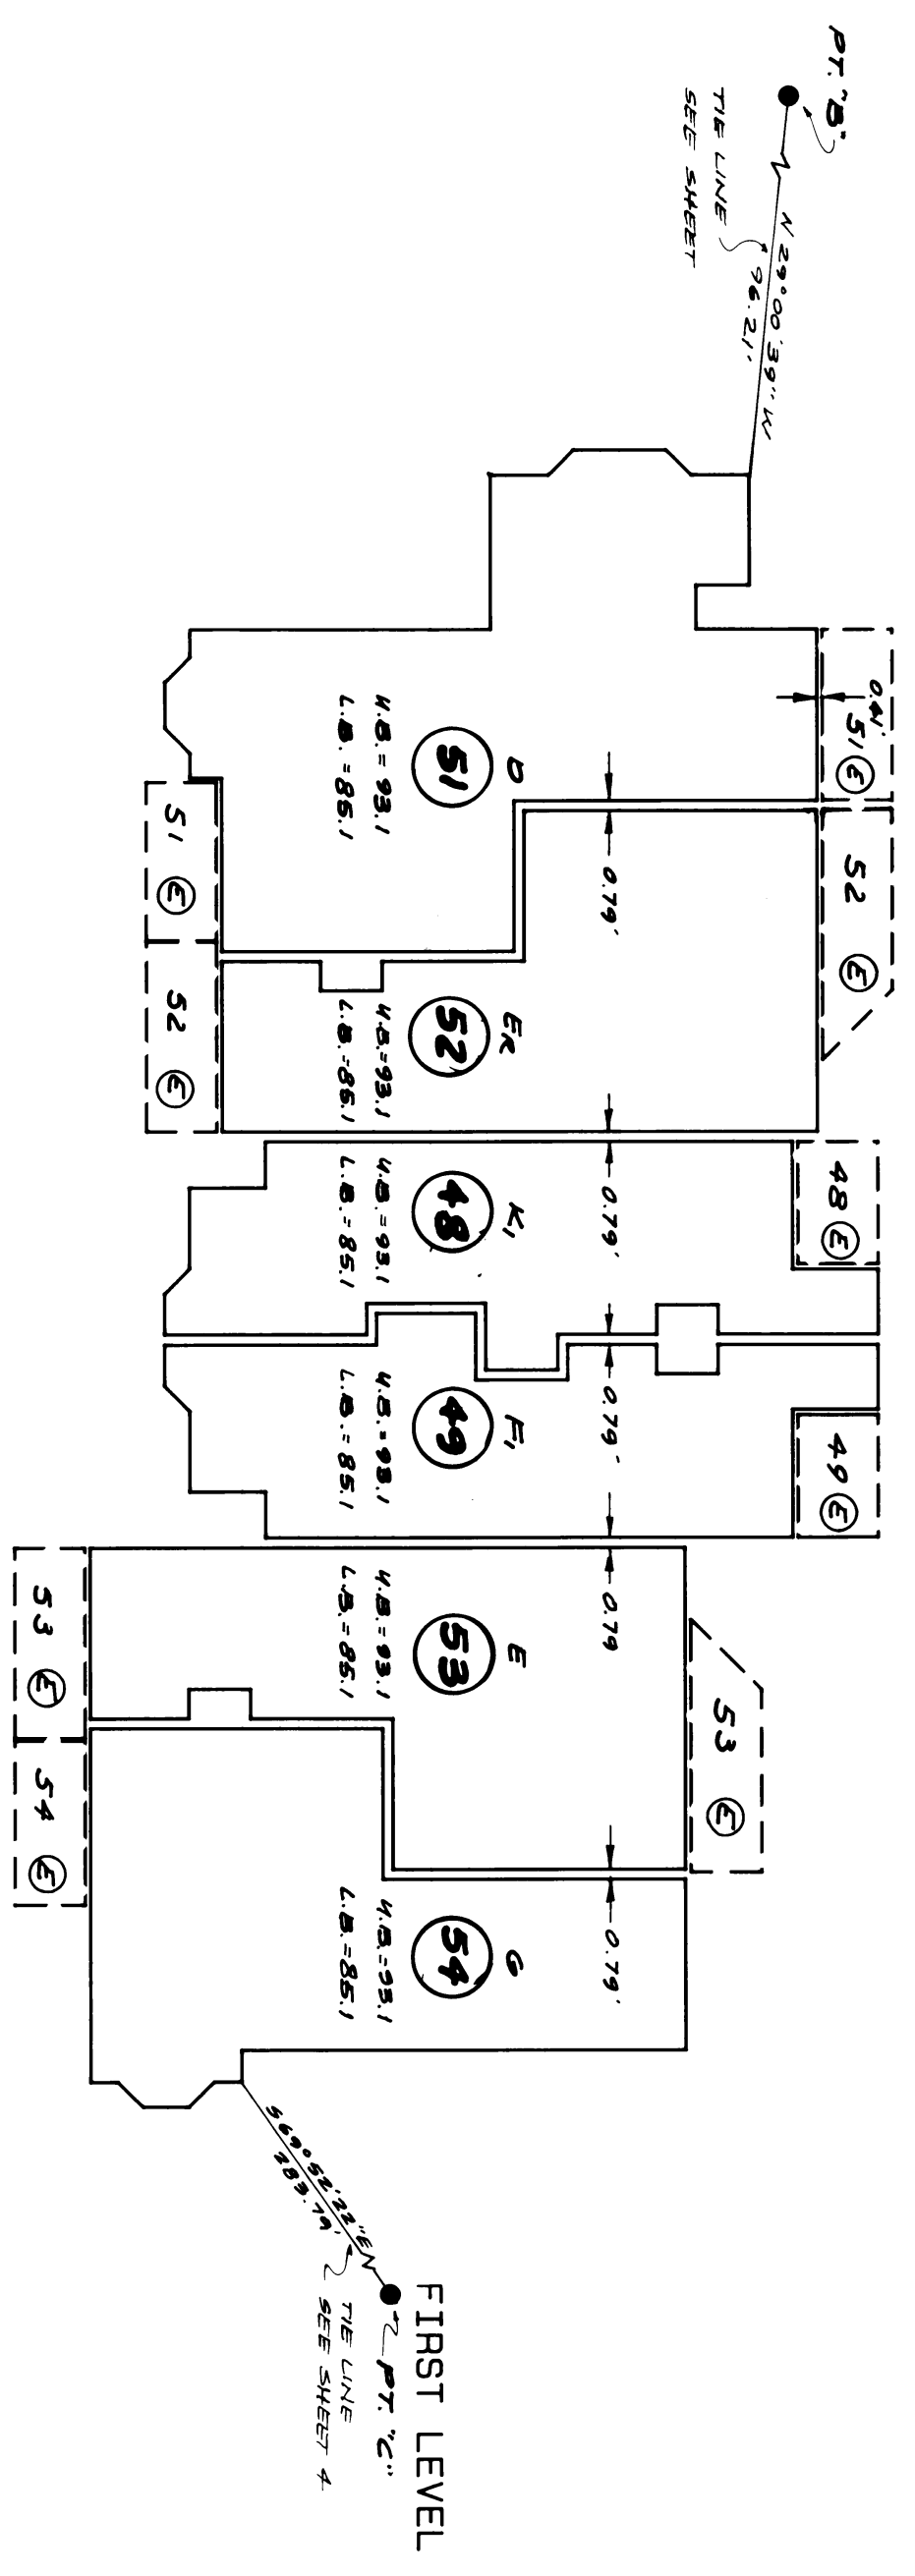 PT. "B"
TIE LINE
SEE SHEET
N 29°00'39" W
96.21'
0.41'
51 E
D
51
U.B. = 93.1
L.B. = 85.1
51 E
0.79'
52 E
ER
52
U.B. = 93.1
L.B. = 85.1
52 E
0.79'
48 E
K1
48
U.B. = 93.1
L.B. = 85.1
0.79'
49 E
F1
49
U.B. = 93.1
L.B. = 85.1
0.79
53 E
E
53
U.B. = 93.1
L.B. = 85.1
53 E
0.79'
G
54
U.B. = 93.1
L.B. = 85.1
54 E
S69°52'22"E
283.79'
TIE LINE
SEE SHEET 4
PT. "C"
FIRST LEVEL